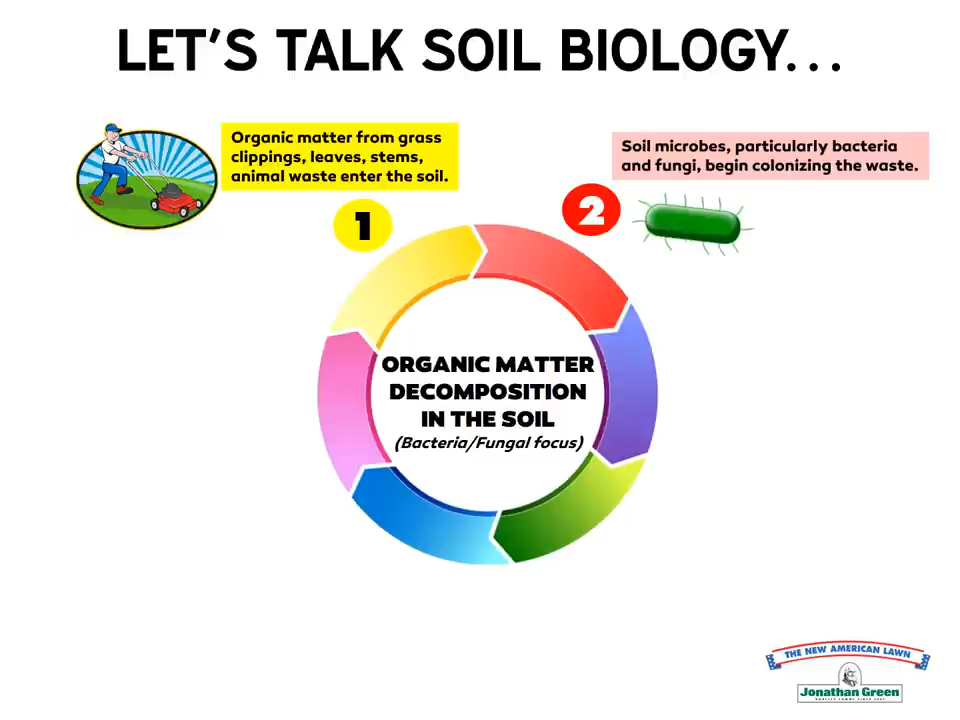 LET'S TALK SOIL BIOLOGY...
Organic matter from grass
clippings, leaves, stems,
animal waste enter the soil.
Soil microbes, particularly bacteria
and fungi, begin colonizing the waste.
1
2
ORGANIC MATTER
DECOMPOSITION
IN THE SOIL
(Bacteria/Fungal focus)
THE NEW AMERICAN LAWN
Jonathan Green